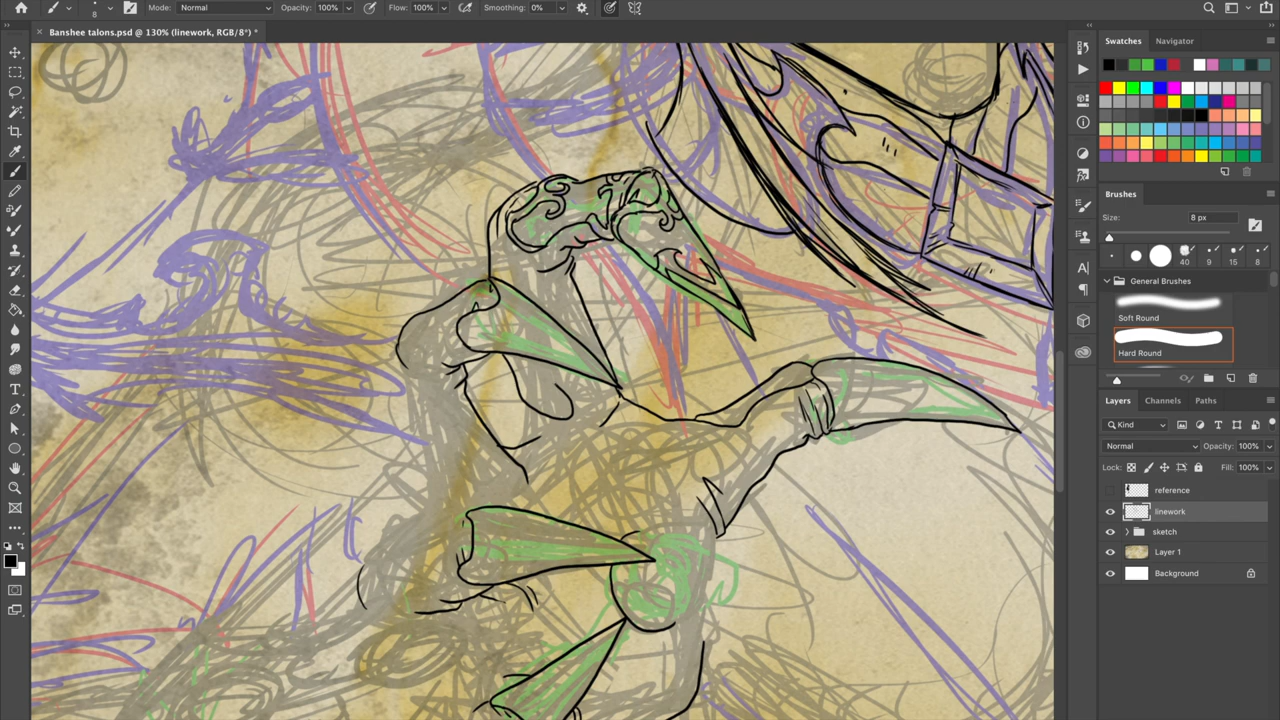 8
Mode: Normal
Opacity: 100%
Flow: 100%
Smoothing: 0%
Banshee talons.psd @ 130% (linework, RGB/8*) *
Swatches Navigator
Brushes
Size: 8 px
40 9 15 8
General Brushes
Soft Round
Hard Round
Layers Channels Paths
Kind
Normal Opacity: 100%
Lock: Fill: 100%
reference
linework
sketch
Layer 1
Background